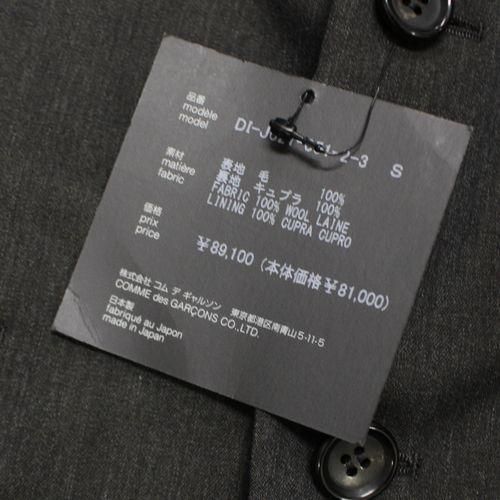 品番
modèle
model
DI- -051-2-3 S
素材
matière
fabric
表地 毛 100%
裏地 キュプラ 100%
FABRIC 100% WOOL LAINE
LINING 100% CUPRA CUPRO
価格
prix
price
¥89,100 (本体価格¥81,000)
株式会社 コム デ ギャルソン 東京都港区南青山5-11-5
COMME des GARÇONS CO.,LTD.
日本製
fabriqué au Japon
made in Japan